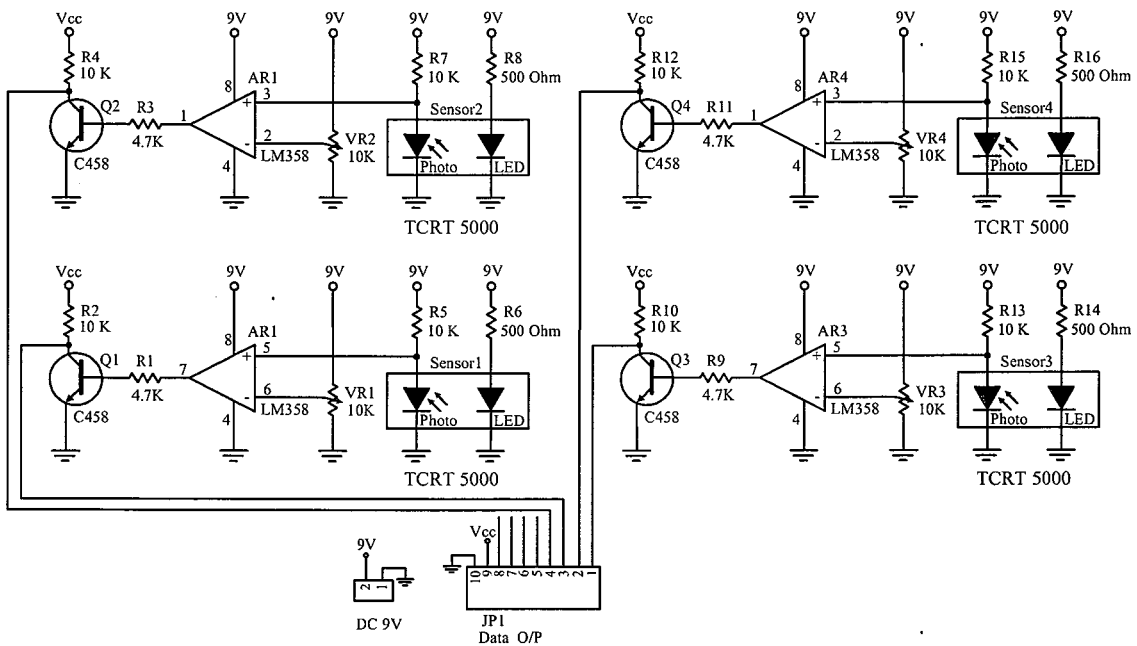 Vcc
9V
9V
9V
9V
R4
10 K
8
AR1
3
+
R7
10 K
R8
500 Ohm
Sensor2
Q2
R3
4.7K
1
2
-
LM358
VR2
10K
C458
4
Photo
LED
TCRT 5000
Vcc
9V
9V
9V
9V
R12
10 K
8
AR4
3
+
R15
10 K
R16
500 Ohm
Sensor4
Q4
R11
4.7K
1
2
-
LM358
VR4
10K
C458
4
Photo
LED
TCRT 5000
Vcc
9V
9V
9V
9V
R2
10 K
8
AR1
5
+
R5
10 K
R6
500 Ohm
Sensor1
Q1
R1
4.7K
7
6
-
LM358
VR1
10K
C458
4
Photo
LED
TCRT 5000
Vcc
9V
9V
9V
9V
R10
10 K
8
AR3
5
+
R13
10 K
R14
500 Ohm
Sensor3
Q3
R9
4.7K
7
6
-
LM358
VR3
10K
C458
4
Photo
LED
TCRT 5000
9V
2 1
DC 9V
Vcc
10 9 8 7 6 5 4 3 2 1
JP1
Data O/P